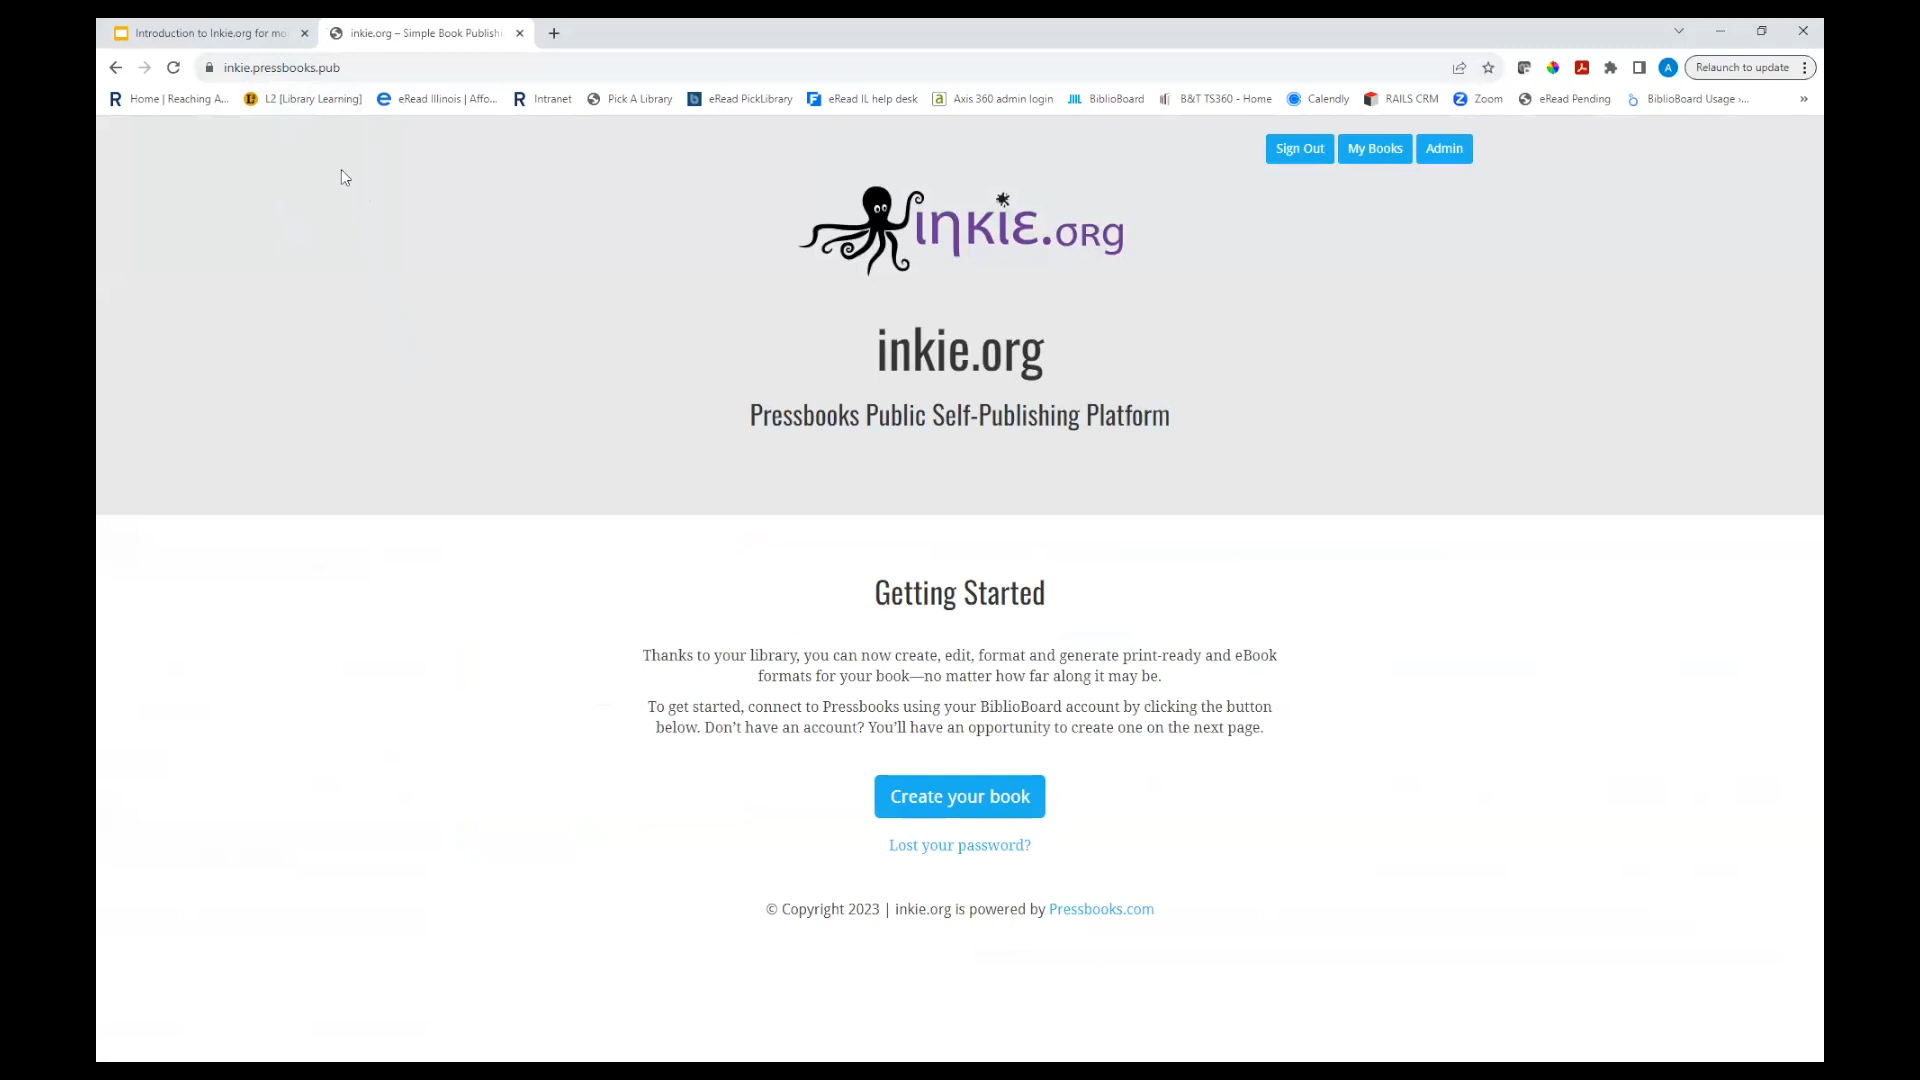 Introduction to Inkie.org for mo
inkie.org – Simple Book Publishi
inkie.pressbooks.pub
Relaunch to update
A
Home | Reaching A...
L2 [Library Learning]
eRead Illinois | Affo...
Intranet
Pick A Library
eRead PickLibrary
eRead IL help desk
Axis 360 admin login
BiblioBoard
B&T TS360 - Home
Calendly
RAILS CRM
Zoom
eRead Pending
BiblioBoard Usage ›...
»
Sign Out
My Books
Admin
inkie.org
inkie.org
Pressbooks Public Self-Publishing Platform
Getting Started
Thanks to your library, you can now create, edit, format and generate print-ready and eBook
formats for your book—no matter how far along it may be.
To get started, connect to Pressbooks using your BiblioBoard account by clicking the button
below. Don’t have an account? You’ll have an opportunity to create one on the next page.
Create your book
Lost your password?
© Copyright 2023 | inkie.org is powered by Pressbooks.com